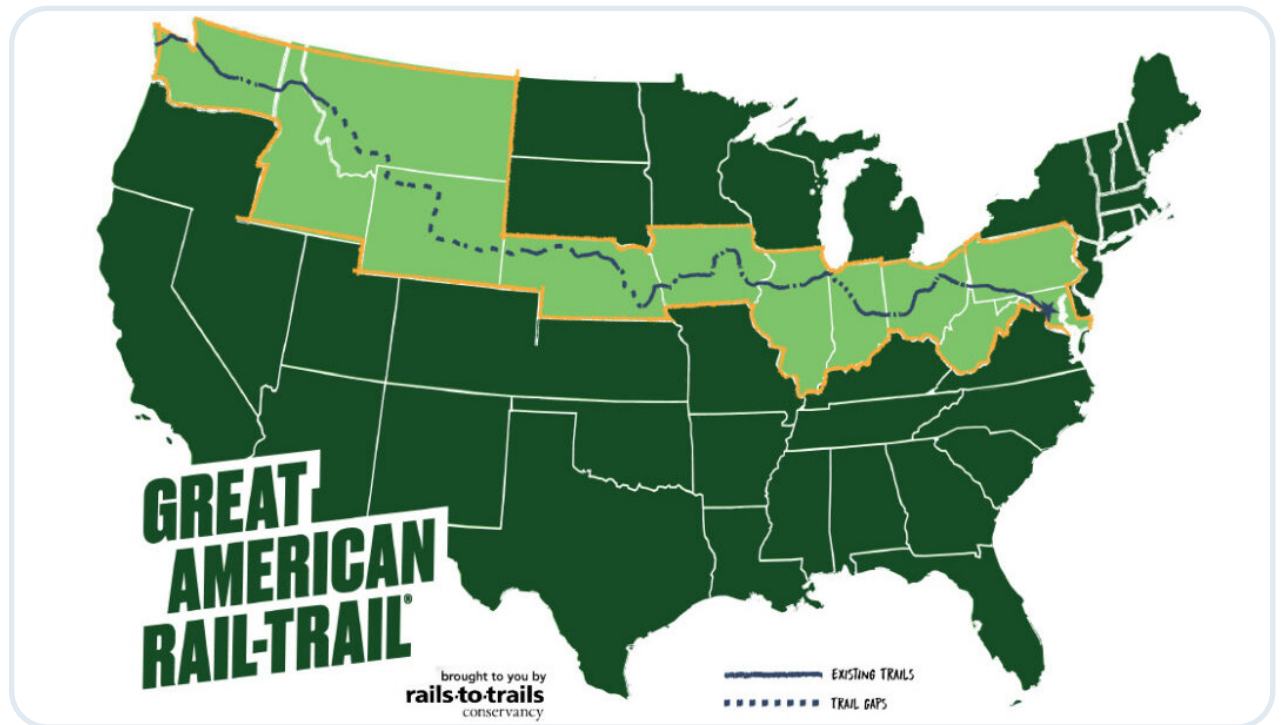 GREAT
AMERICAN
RAIL-TRAIL®
brought to you by
rails·to·trails
conservancy
EXISTING TRAILS
TRAIL GAPS